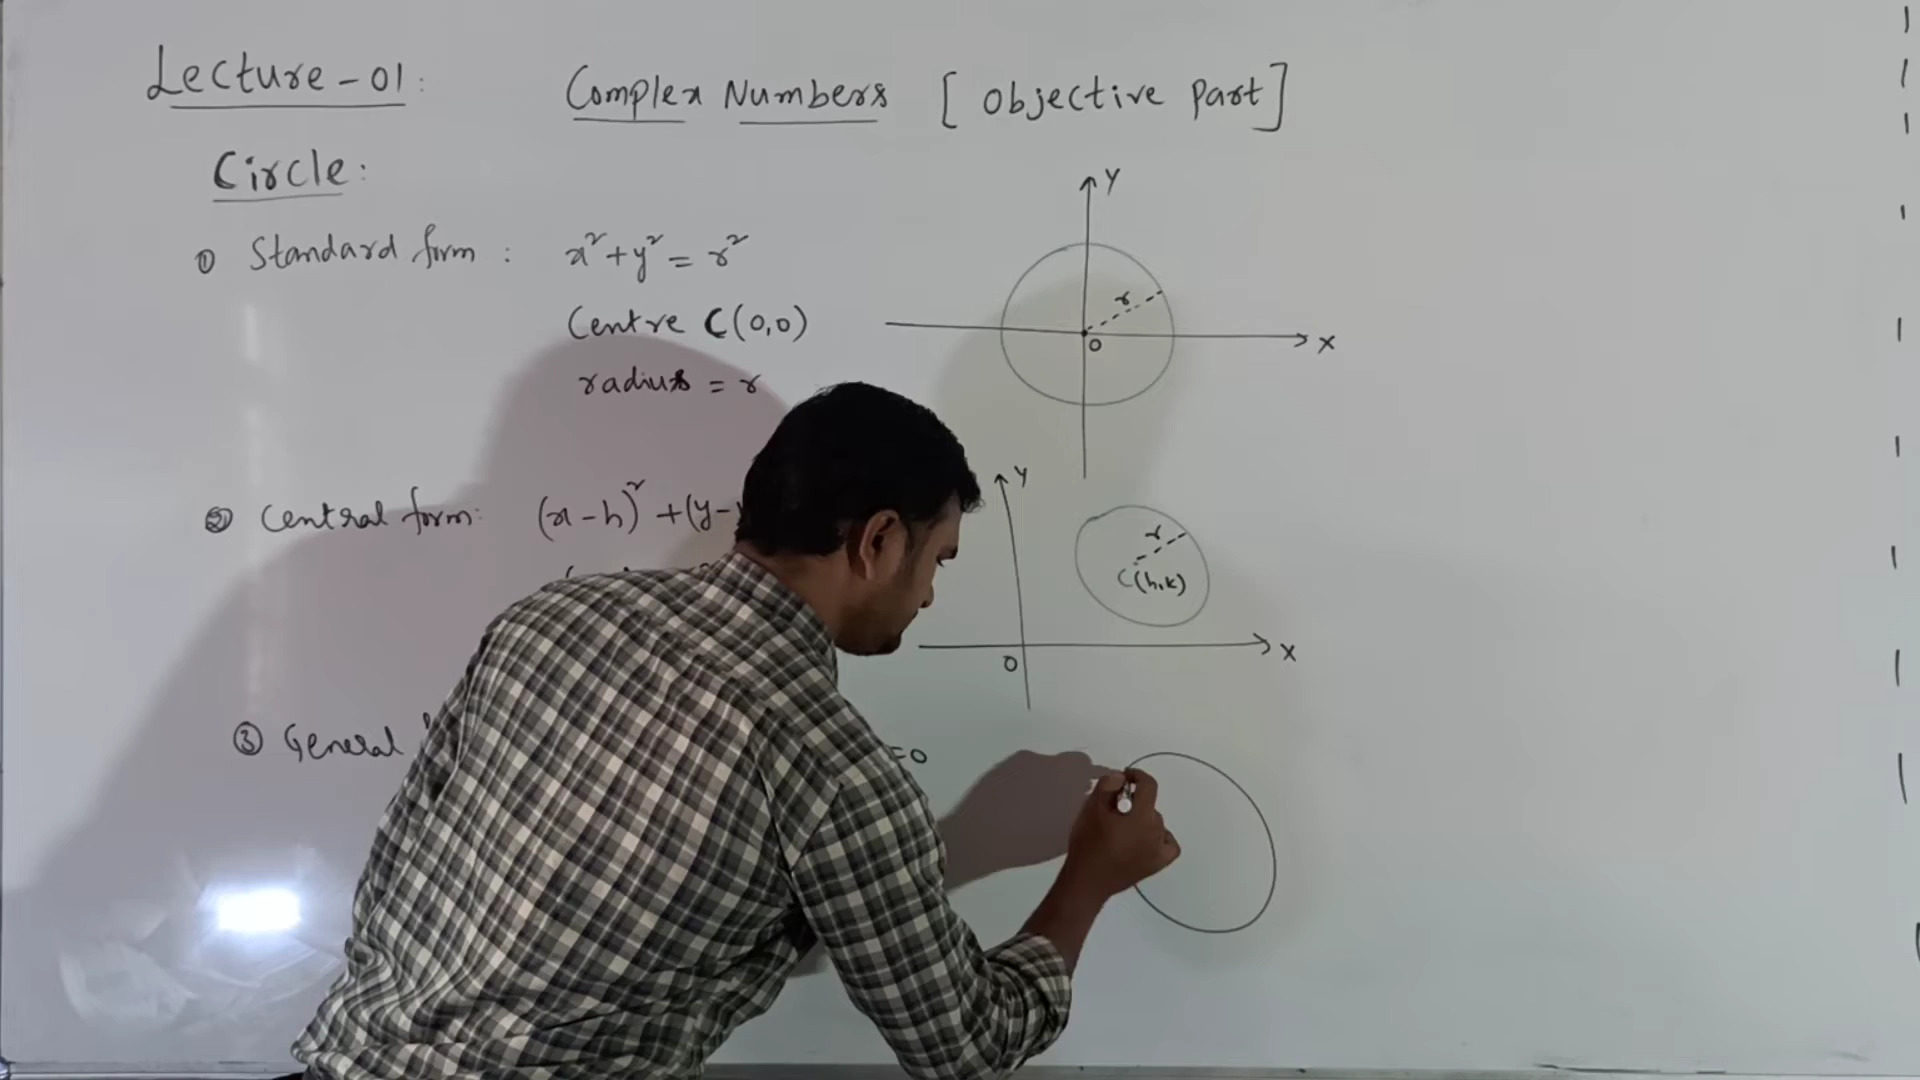 Lecture-01: Complex Numbers [Objective Part]
Circle:
① Standard form : x²+y²=r²
Centre C(0,0)
radius = r
② Central form: (x-h)² +(y-
③ General
=0
Y
r
O
X
Y
r
C(h,k)
O
X